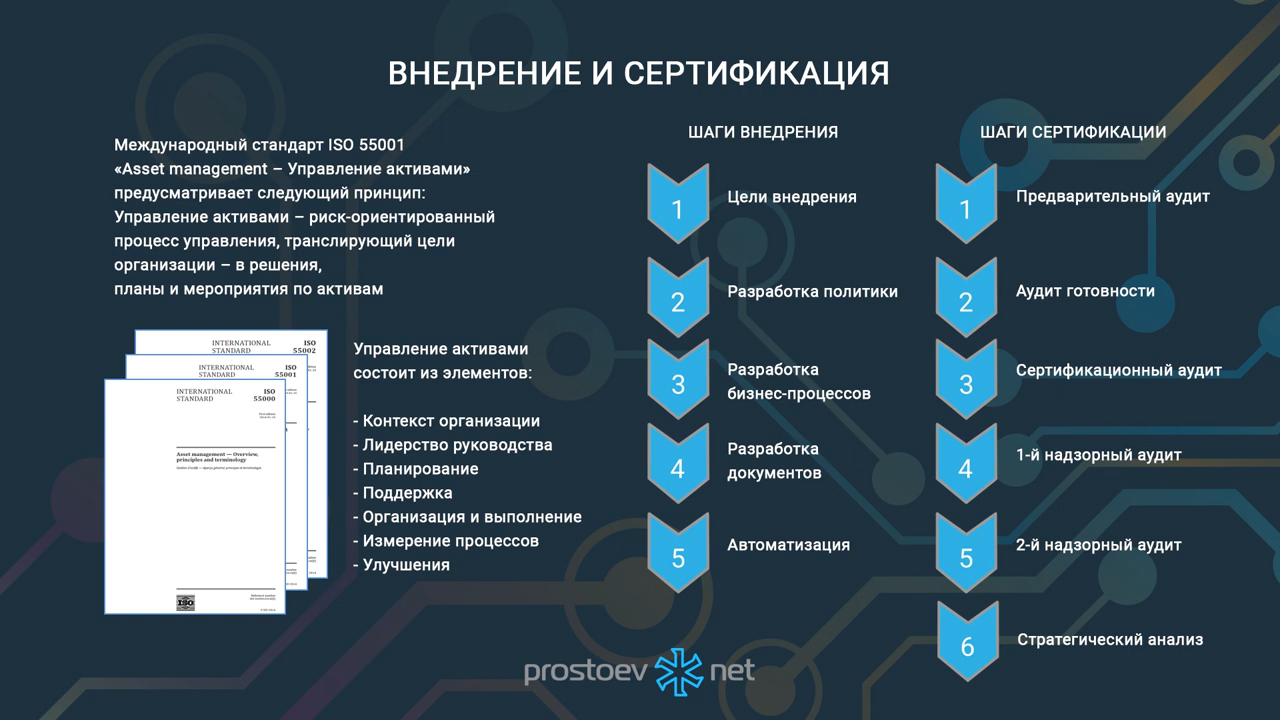 ВНЕДРЕНИЕ И СЕРТИФИКАЦИЯ
Международный стандарт ISO 55001
«Asset management – Управление активами»
предусматривает следующий принцип:
Управление активами – риск-ориентированный
процесс управления, транслирующий цели
организации – в решения,
планы и мероприятия по активам
INTERNATIONAL ISO
STANDARD 55002
INTERNATIONAL ISO
STANDARD 55001
INTERNATIONAL ISO
STANDARD 55000
Asset management — Overview,
principles and terminology
ISO
Управление активами
состоит из элементов:
- Контекст организации
- Лидерство руководства
- Планирование
- Поддержка
- Организация и выполнение
- Измерение процессов
- Улучшения
ШАГИ ВНЕДРЕНИЯ
1 Цели внедрения
2 Разработка политики
3 Разработка
бизнес-процессов
4 Разработка
документов
5 Автоматизация
ШАГИ СЕРТИФИКАЦИИ
1 Предварительный аудит
2 Аудит готовности
3 Сертификационный аудит
4 1-й надзорный аудит
5 2-й надзорный аудит
6 Стратегический анализ
prostoev net